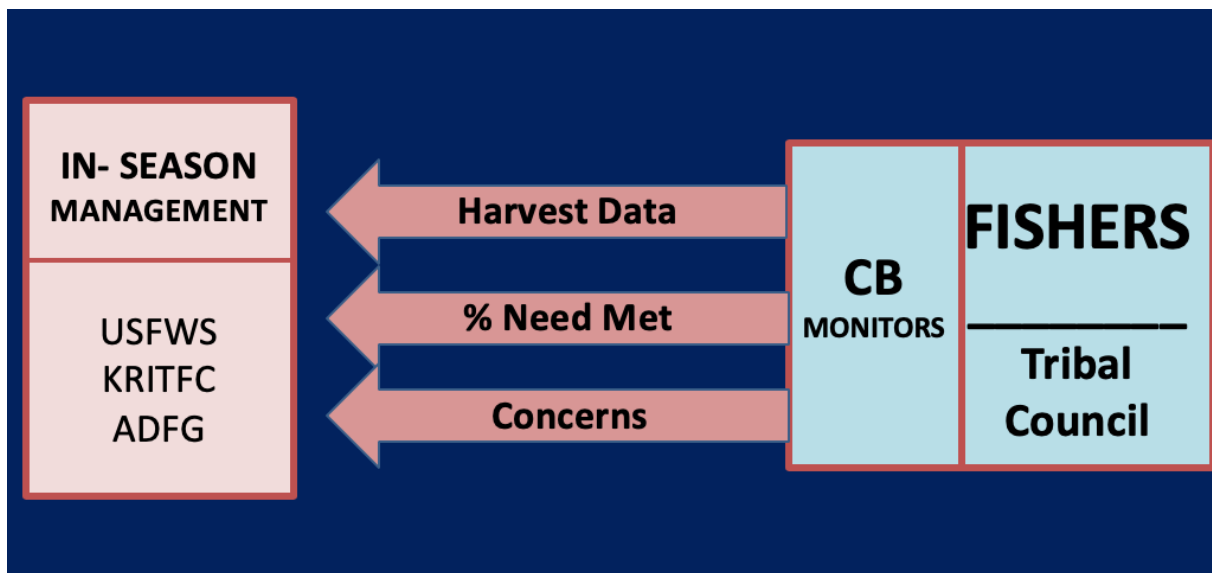 IN- SEASON
MANAGEMENT
USFWS
KRITFC
ADFG
Harvest Data
% Need Met
Concerns
CB
MONITORS
FISHERS
Tribal
Council